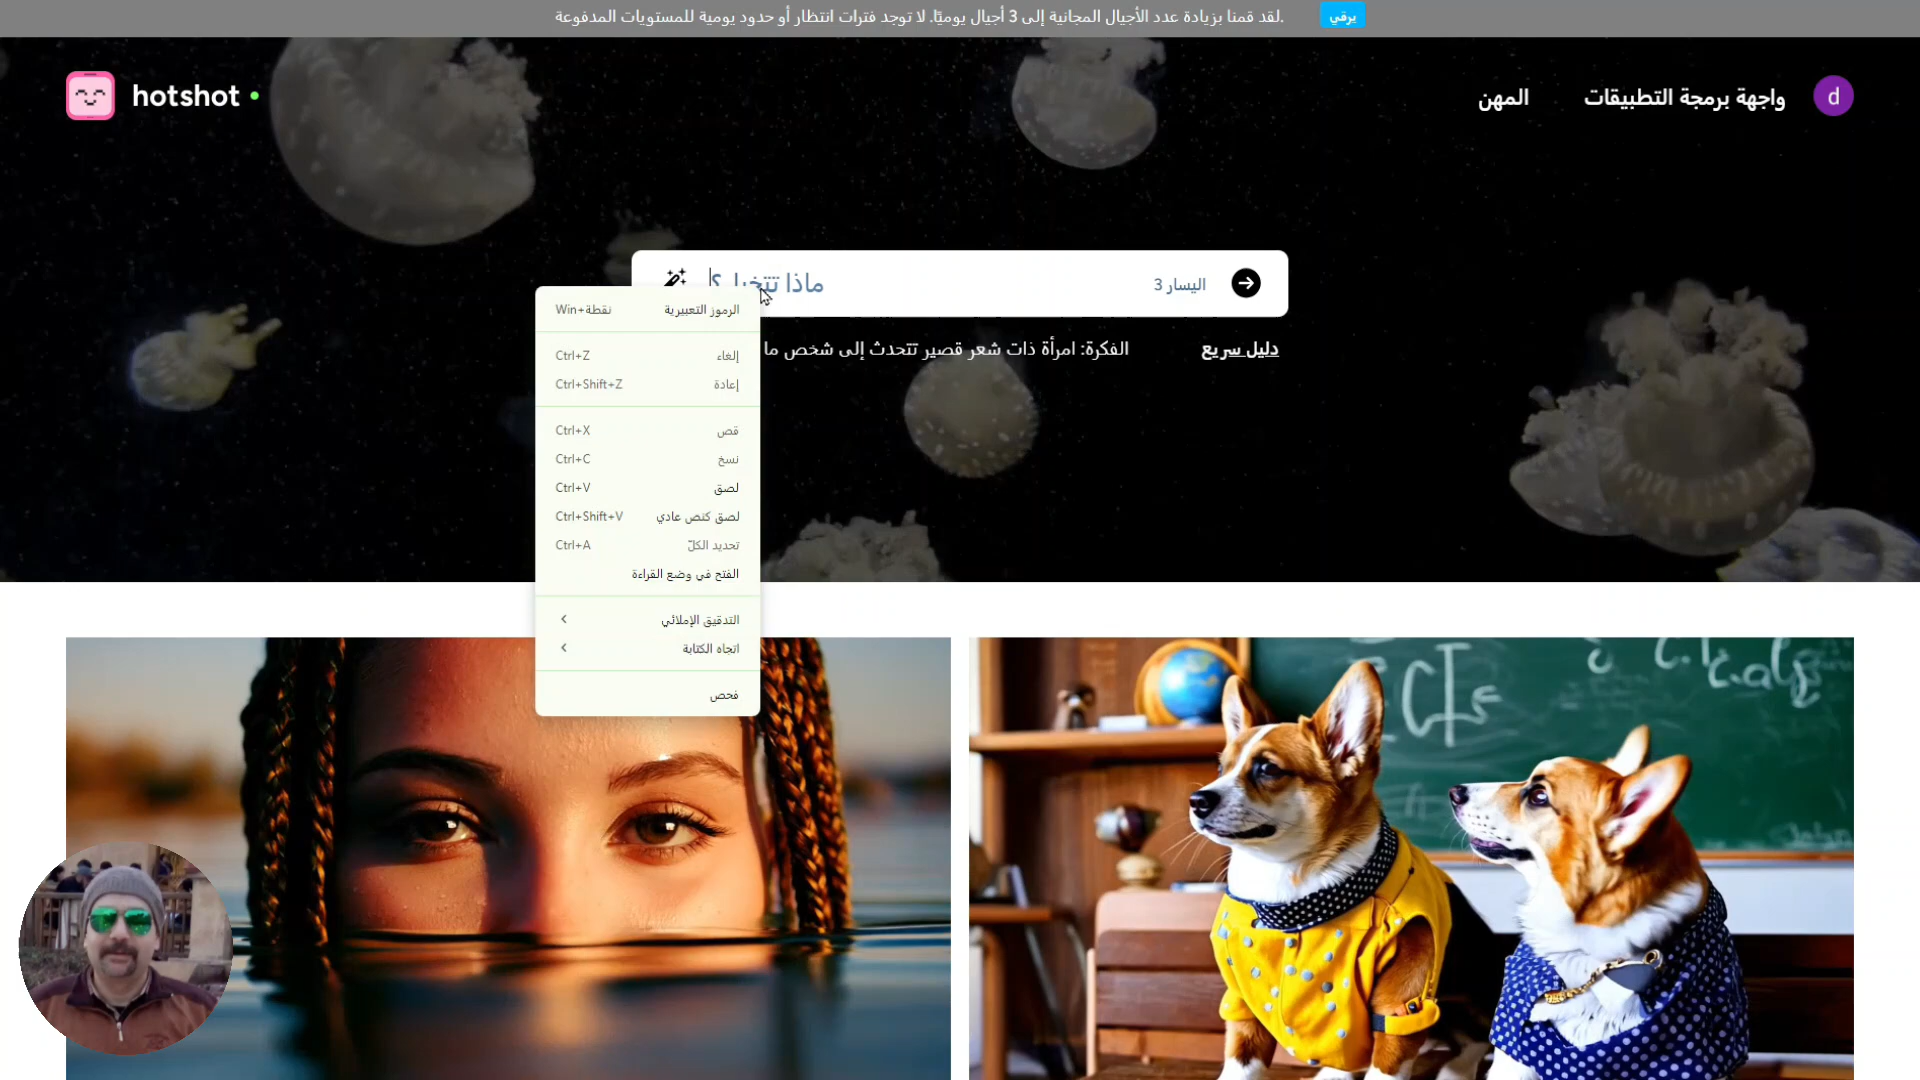 لقد قمنا بزيادة عدد الأجيال المجانية إلى 3 أجيال يوميًا. لا توجد فترات انتظار أو حدود يومية للمستويات المدفوعة.
يرقي
hotshot
المهن
واجهة برمجة التطبيقات
d
ماذا تتخيل ؟
اليسار 3
الفكرة: امرأة ذات شعر قصير تتحدث إلى شخص ما
دليل سريع
الرموز التعبيرية Win+نقطة
إلغاء Ctrl+Z
إعادة Ctrl+Shift+Z
قص Ctrl+X
نسخ Ctrl+C
لصق Ctrl+V
لصق كنص عادي Ctrl+Shift+V
تحديد الكلّ Ctrl+A
الفتح في وضع القراءة
التدقيق الإملائي
اتجاه الكتابة
فحص